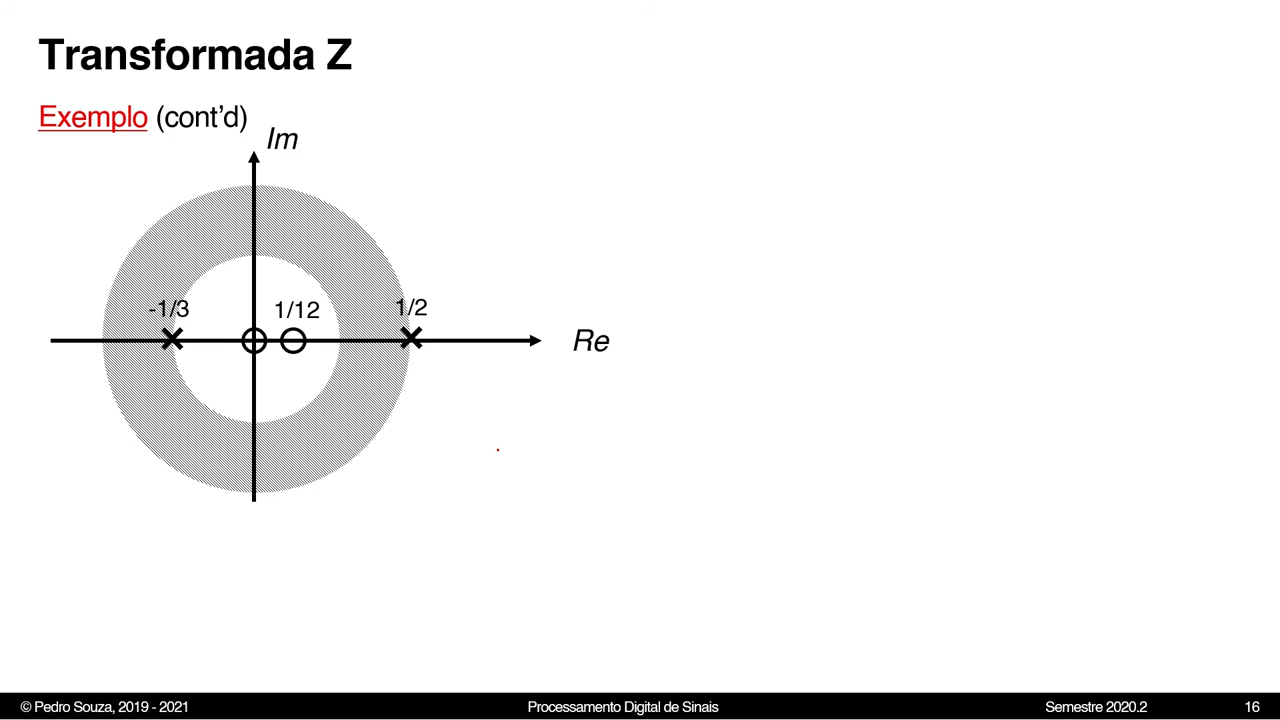 Transformada Z
Exemplo (cont'd)
Im
-1/3
1/12
1/2
Re
© Pedro Souza, 2019 - 2021
Processamento Digital de Sinais
Semestre 2020.2
16